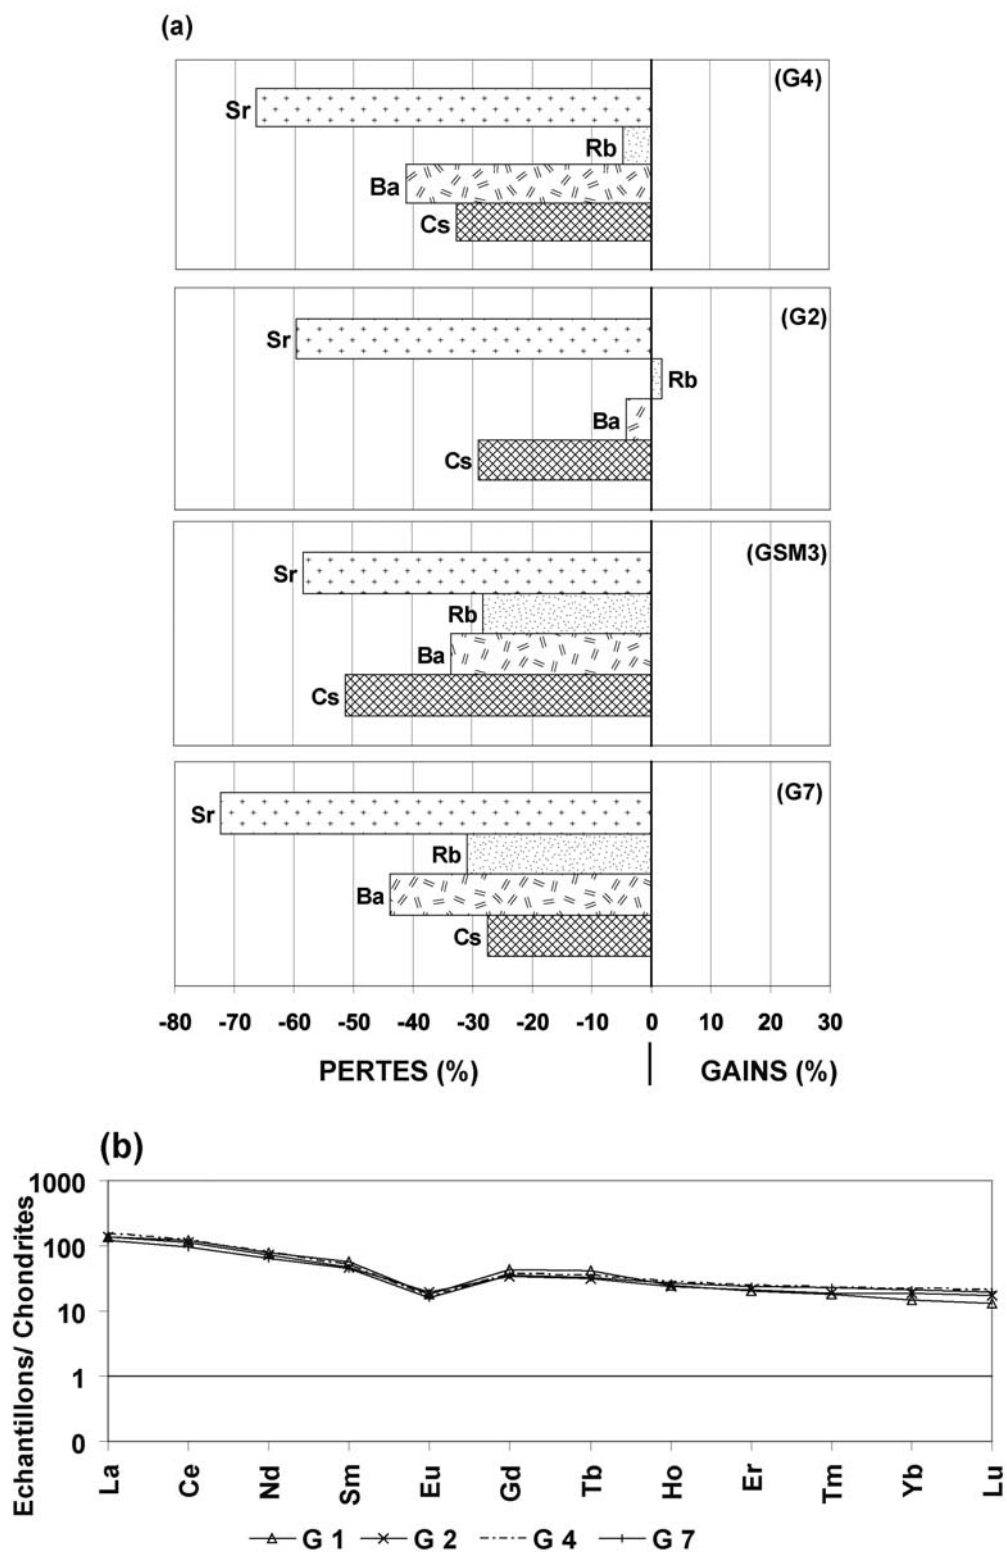 (a)
(G4)
Sr
Rb
Ba
Cs
(G2)
Sr
Rb
Ba
Cs
(GSM3)
Sr
Rb
Ba
Cs
(G7)
Sr
Rb
Ba
Cs
-80 -70 -60 -50 -40 -30 -20 -10 0 10 20 30
PERTES (%) GAINS (%)
(b)
Echantillons/ Chondrites
1000
100
10
1
0
La Ce Nd Sm Eu Gd Tb Ho Er Tm Yb Lu
G 1 G 2 G 4 G 7